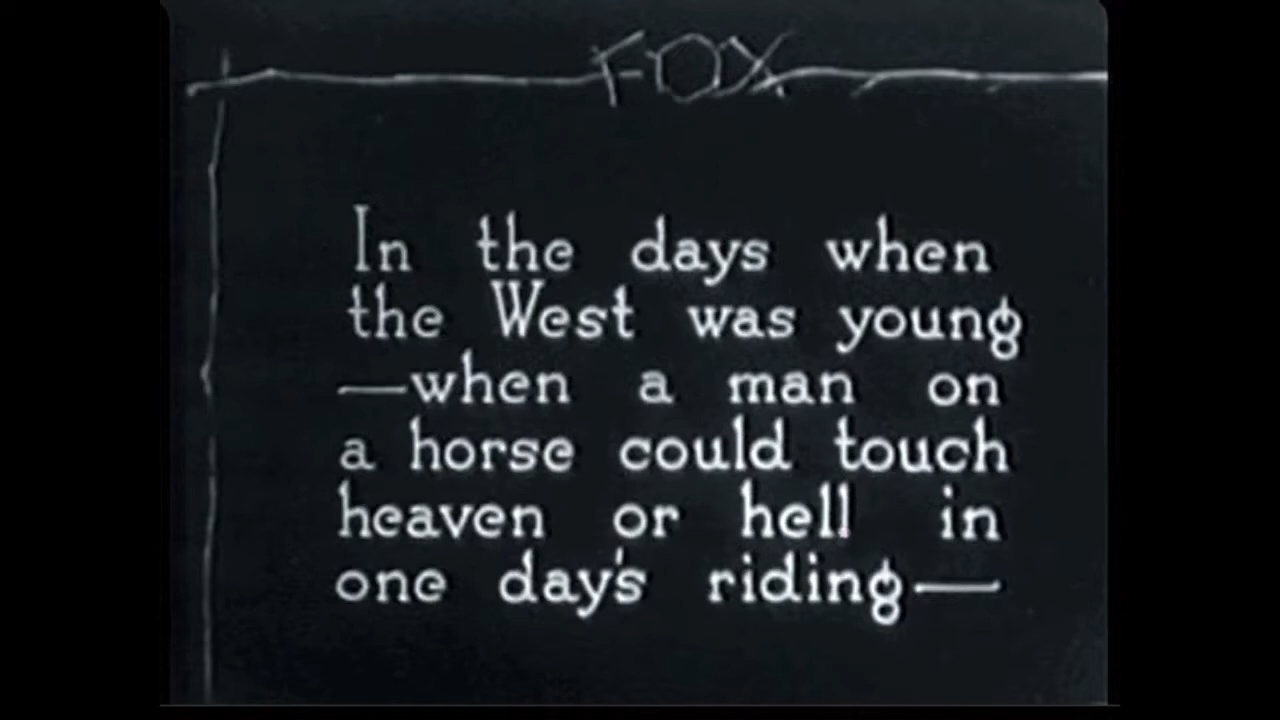 FOX
In the days when
the West was young
—when a man on
a horse could touch
heaven or hell in
one day's riding—